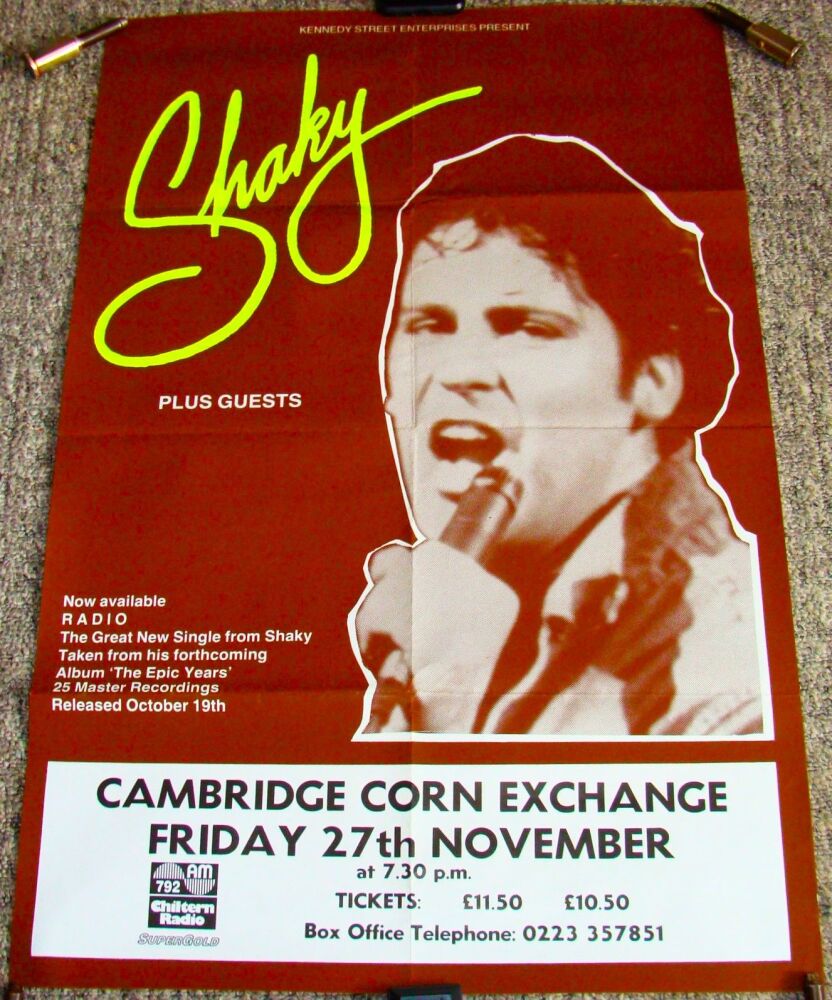 KENNEDY STREET ENTERPRISES PRESENT
Shaky
PLUS GUESTS
Now available
RADIO
The Great New Single from Shaky
Taken from his forthcoming
Album 'The Epic Years'
25 Master Recordings
Released October 19th
CAMBRIDGE CORN EXCHANGE
FRIDAY 27th NOVEMBER
at 7.30 p.m.
TICKETS: £11.50 £10.50
Box Office Telephone: 0223 357851
AM
792
Chiltern
Radio
SUPERGOLD